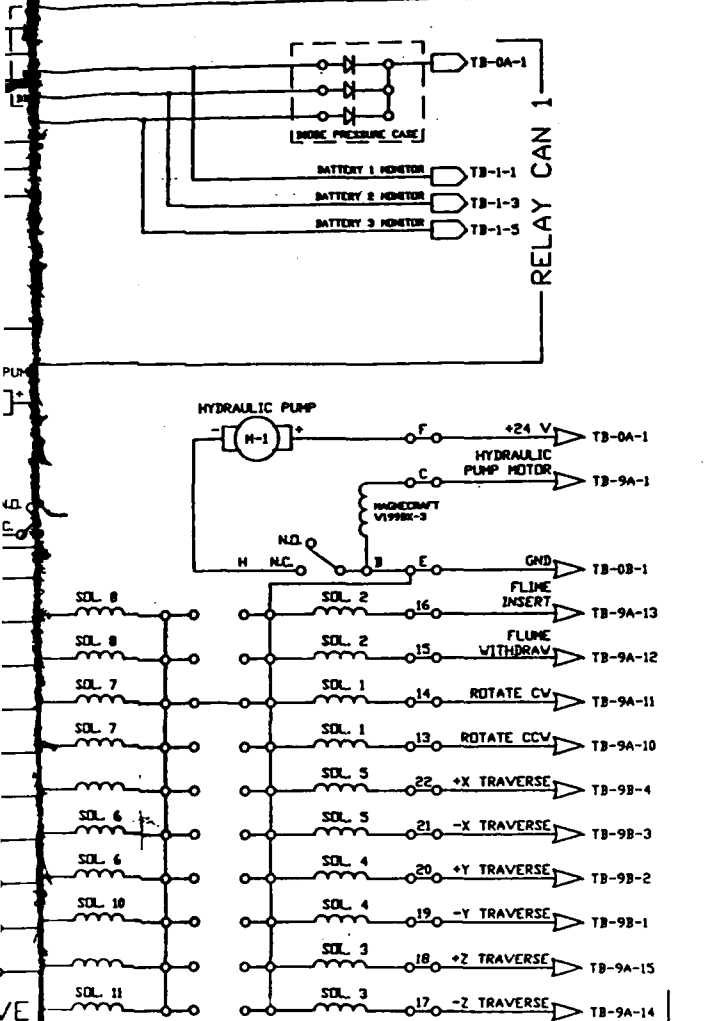 TB-0A-1
DIODE PRESSURE CASE
BATTERY 1 MONITOR TB-1-1
BATTERY 2 MONITOR TB-1-3
BATTERY 3 MONITOR TB-1-5
RELAY CAN 1
PUM
+
HYDRAULIC PUMP
- M-1 + F +24 V TB-0A-1
HYDRAULIC
PUMP MOTOR
C TB-9A-1
MAGNECRAFT
V199BX-3
N.O.
H N.C. B E GND TB-0B-1
SOL. 8 SOL. 2 16 FLIME
INSERT TB-9A-13
SOL. 8 SOL. 2 15 FLUME
WITHDRAW TB-9A-12
SOL. 7 SOL. 1 14 ROTATE CW TB-9A-11
SOL. 7 SOL. 1 13 ROTATE CCW TB-9A-10
SOL. 5 22 +X TRAVERSE TB-9B-4
SOL. 6 SOL. 5 21 -X TRAVERSE TB-9B-3
SOL. 6 SOL. 4 20 +Y TRAVERSE TB-9B-2
SOL. 10 SOL. 4 19 -Y TRAVERSE TB-9B-1
SOL. 3 18 +Z TRAVERSE TB-9A-15
SOL. 11 SOL. 3 17 -Z TRAVERSE TB-9A-14
VE